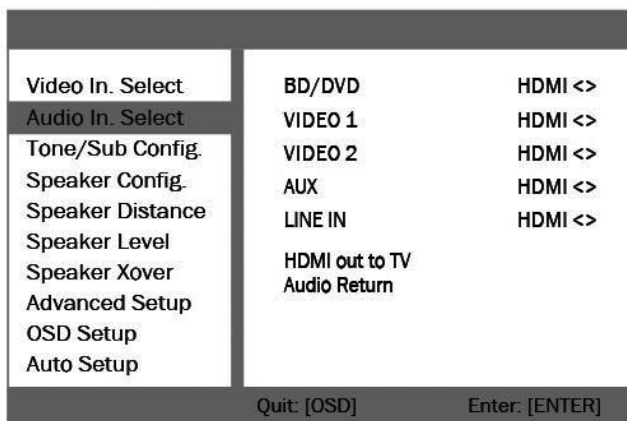 Video In. Select
Audio In. Select
Tone/Sub Config.
Speaker Config.
Speaker Distance
Speaker Level
Speaker Xover
Advanced Setup
OSD Setup
Auto Setup
BD/DVD HDMI <>
VIDEO 1 HDMI <>
VIDEO 2 HDMI <>
AUX HDMI <>
LINE IN HDMI <>
HDMI out to TV
Audio Return
Quit: [OSD] Enter: [ENTER]